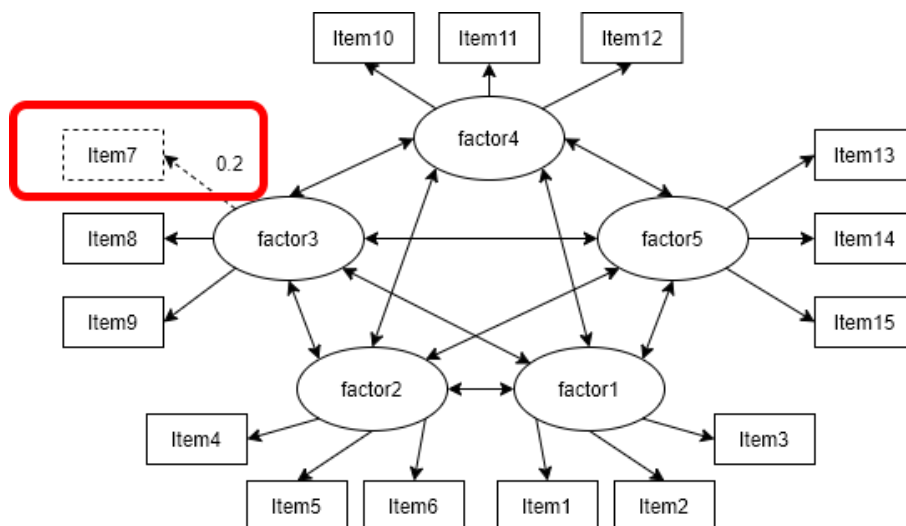 Item10
Item11
Item12
factor4
Item7
0.2
Item13
Item8
factor3
factor5
Item14
Item9
Item15
factor2
factor1
Item4
Item3
Item5
Item6
Item1
Item2